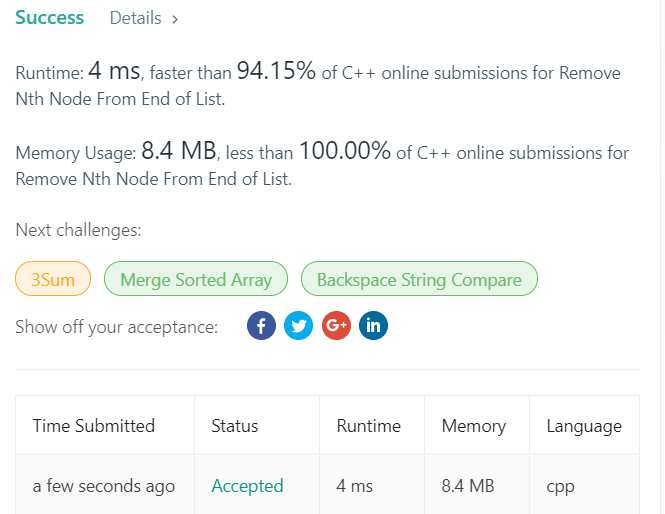 Success Details >
Runtime: 4 ms, faster than 94.15% of C++ online submissions for Remove
Nth Node From End of List.
Memory Usage: 8.4 MB, less than 100.00% of C++ online submissions for
Remove Nth Node From End of List.
Next challenges:
3Sum Merge Sorted Array Backspace String Compare
Show off your acceptance: f G+ in
Time Submitted Status Runtime Memory Language
a few seconds ago Accepted 4 ms 8.4 MB cpp